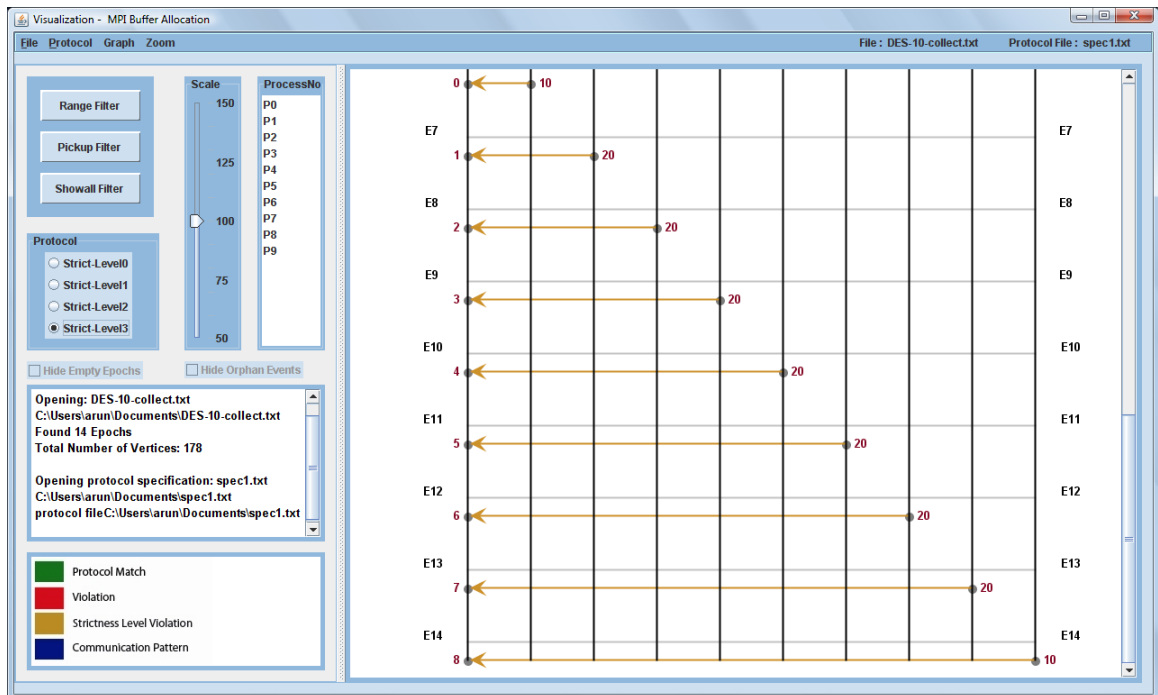 Visualization - MPI Buffer Allocation
File Protocol Graph Zoom File : DES-10-collect.txt Protocol File : spec1.txt
Range Filter
Pickup Filter
Showall Filter
Scale
150
125
100
75
50
ProcessNo
P0
P1
P2
P3
P4
P5
P6
P7
P8
P9
Protocol
Strict-Level0
Strict-Level1
Strict-Level2
Strict-Level3
Hide Empty Epochs
Hide Orphan Events
Opening: DES-10-collect.txt
C:\Users\arun\Documents\DES-10-collect.txt
Found 14 Epochs
Total Number of Vertices: 178
Opening protocol specification: spec1.txt
C:\Users\arun\Documents\spec1.txt
protocol fileC:\Users\arun\Documents\spec1.txt
Protocol Match
Violation
Strictness Level Violation
Communication Pattern
0 10
E7 E7
1 20
E8 E8
2 20
E9 E9
3 20
E10 E10
4 20
E11 E11
5 20
E12 E12
6 20
E13 E13
7 20
E14 E14
8 10